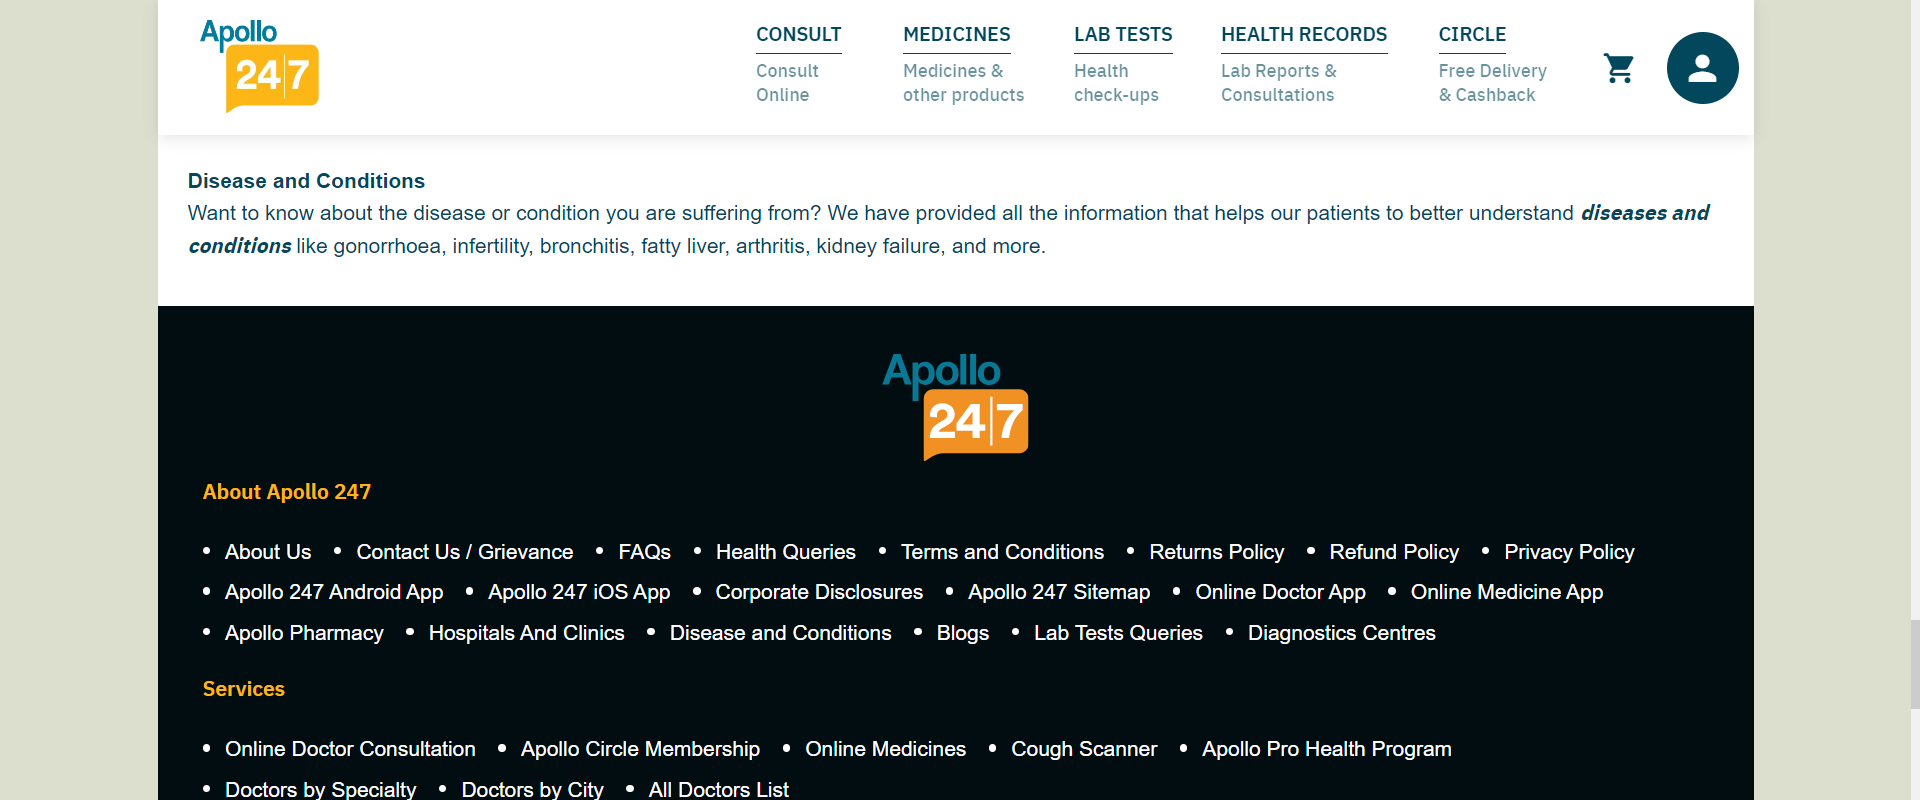 Apollo
24|7
CONSULT
Consult
Online
MEDICINES
Medicines &
other products
LAB TESTS
Health
check-ups
HEALTH RECORDS
Lab Reports &
Consultations
CIRCLE
Free Delivery
& Cashback
Disease and Conditions
Want to know about the disease or condition you are suffering from? We have provided all the information that helps our patients to better understand diseases and
conditions like gonorrhoea, infertility, bronchitis, fatty liver, arthritis, kidney failure, and more.
Apollo
24|7
About Apollo 247
• About Us • Contact Us / Grievance • FAQs • Health Queries • Terms and Conditions • Returns Policy • Refund Policy • Privacy Policy
• Apollo 247 Android App • Apollo 247 iOS App • Corporate Disclosures • Apollo 247 Sitemap • Online Doctor App • Online Medicine App
• Apollo Pharmacy • Hospitals And Clinics • Disease and Conditions • Blogs • Lab Tests Queries • Diagnostics Centres
Services
• Online Doctor Consultation • Apollo Circle Membership • Online Medicines • Cough Scanner • Apollo Pro Health Program
• Doctors by Specialty • Doctors by City • All Doctors List